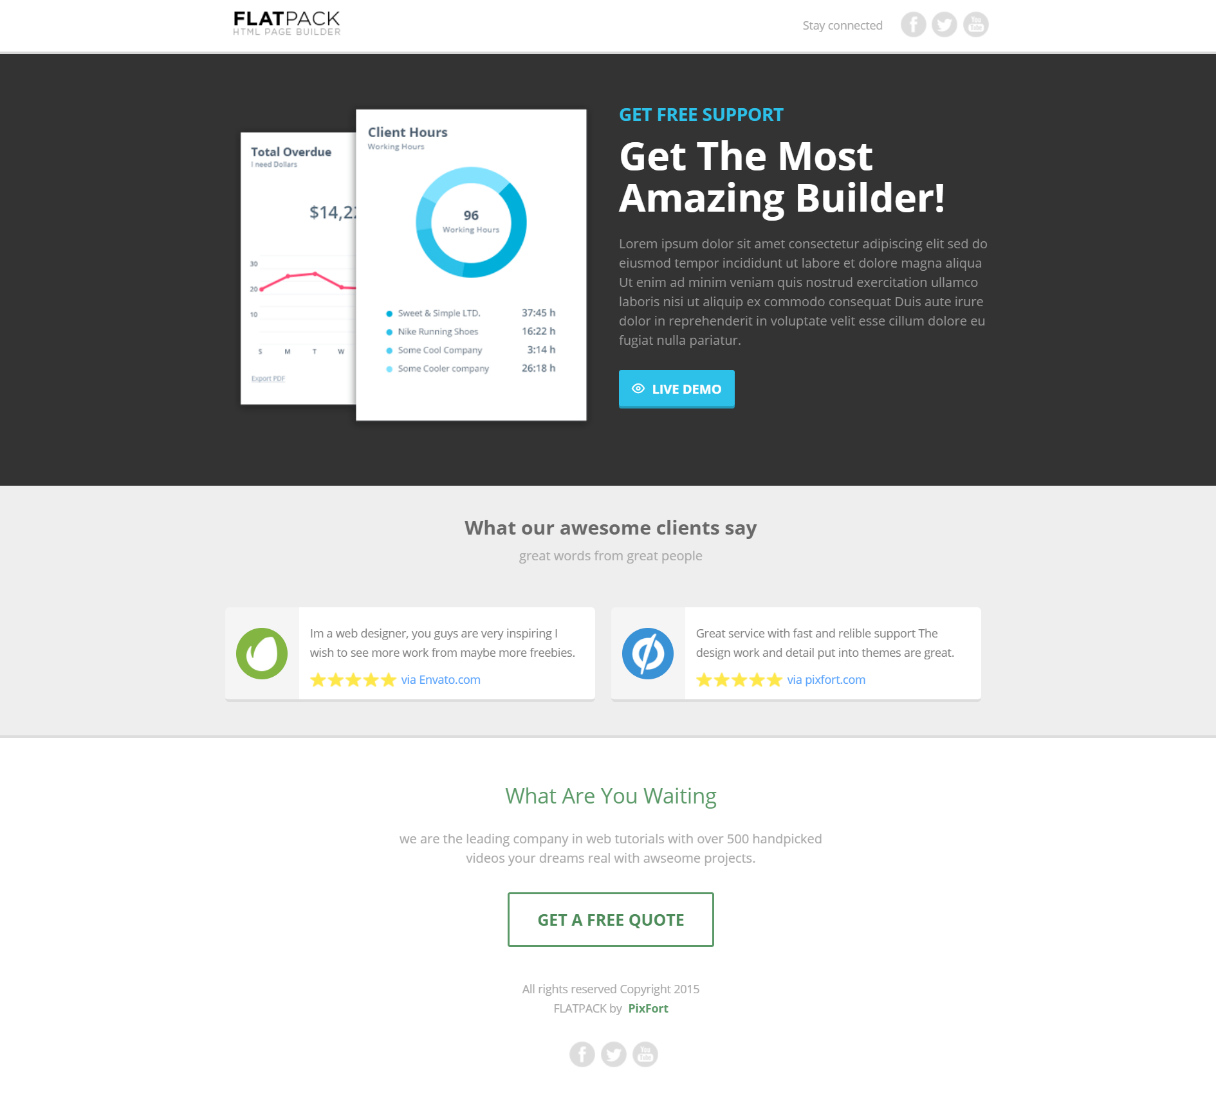 FLATPACK
HTML PAGE BUILDER
Stay connected
You
Tube
Total Overdue
I need Dollars
$14,22
30
20
10
S M T W
Export PDF
Client Hours
Working Hours
96
Working Hours
Sweet & Simple LTD. 37:45 h
Nike Running Shoes 16:22 h
Some Cool Company 3:14 h
Some Cooler company 26:18 h
GET FREE SUPPORT
Get The Most
Amazing Builder!
Lorem ipsum dolor sit amet consectetur adipiscing elit sed do
eiusmod tempor incididunt ut labore et dolore magna aliqua
Ut enim ad minim veniam quis nostrud exercitation ullamco
laboris nisi ut aliquip ex commodo consequat Duis aute irure
dolor in reprehenderit in voluptate velit esse cillum dolore eu
fugiat nulla pariatur.
LIVE DEMO
What our awesome clients say
great words from great people
Im a web designer, you guys are very inspiring I
wish to see more work from maybe more freebies.
via Envato.com
Great service with fast and relible support The
design work and detail put into themes are great.
via pixfort.com
What Are You Waiting
we are the leading company in web tutorials with over 500 handpicked
videos your dreams real with awseome projects.
GET A FREE QUOTE
All rights reserved Copyright 2015
FLATPACK by PixFort
You
Tube